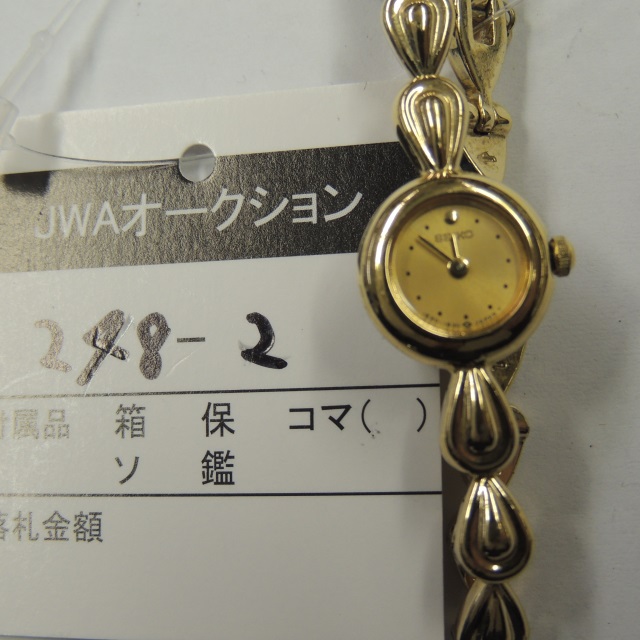 JWAオークション
248-2
付属品 箱 保 コマ( )
ソ 鑑
落札金額
SEIKO